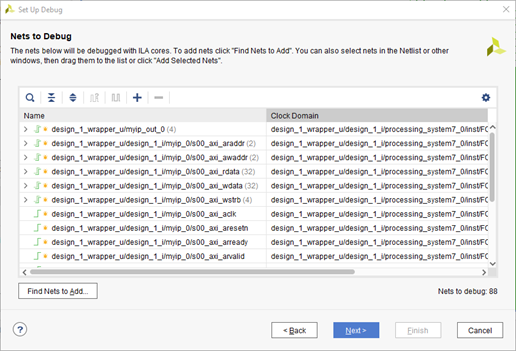 Set Up Debug
Nets to Debug
The nets below will be debugged with ILA cores. To add nets click "Find Nets to Add". You can also select nets in the Netlist or other
windows, then drag them to the list or click "Add Selected Nets".
Name Clock Domain
design_1_wrapper_u/myip_out_0 (4) design_1_wrapper_u/design_1_i/processing_system7_0/inst/FC
design_1_wrapper_u/design_1_i/myip_0/s00_axi_araddr (2) design_1_wrapper_u/design_1_i/processing_system7_0/inst/FC
design_1_wrapper_u/design_1_i/myip_0/s00_axi_awaddr (2) design_1_wrapper_u/design_1_i/processing_system7_0/inst/FC
design_1_wrapper_u/design_1_i/myip_0/s00_axi_rdata (32) design_1_wrapper_u/design_1_i/processing_system7_0/inst/FC
design_1_wrapper_u/design_1_i/myip_0/s00_axi_wdata (32) design_1_wrapper_u/design_1_i/processing_system7_0/inst/FC
design_1_wrapper_u/design_1_i/myip_0/s00_axi_wstrb (4) design_1_wrapper_u/design_1_i/processing_system7_0/inst/FC
design_1_wrapper_u/design_1_i/myip_0/s00_axi_aclk design_1_wrapper_u/design_1_i/processing_system7_0/inst/FC
design_1_wrapper_u/design_1_i/myip_0/s00_axi_aresetn design_1_wrapper_u/design_1_i/processing_system7_0/inst/FC
design_1_wrapper_u/design_1_i/myip_0/s00_axi_arready design_1_wrapper_u/design_1_i/processing_system7_0/inst/FC
design_1_wrapper_u/design_1_i/myip_0/s00_axi_arvalid design_1_wrapper_u/design_1_i/processing_system7_0/inst/FC
Find Nets to Add... Nets to debug: 88
? < Back Next > Finish Cancel